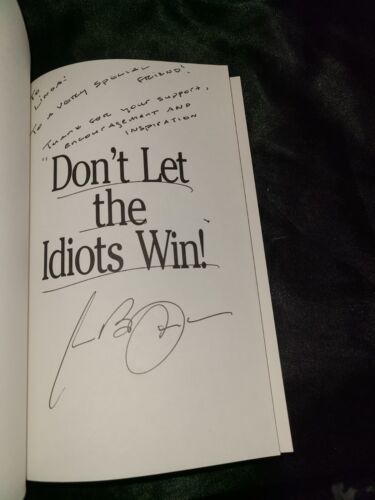 To
Linda:
To a very special friend!
Thank for your support,
"encouragement and
inspiration
Don't Let
the
Idiots Win!